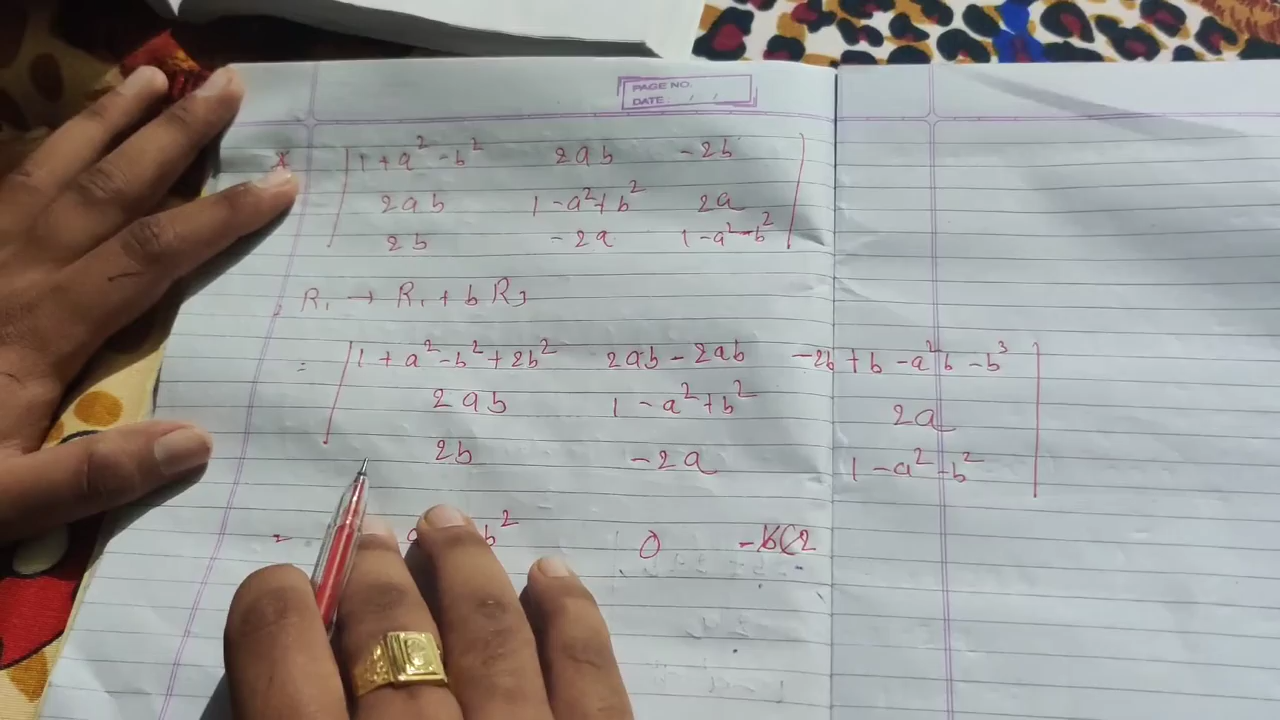 PAGE NO.
DATE: / /
* | 1 + a² - b² 2ab -2b |
2ab 1 - a² + b² 2a
2b -2a 1 - a² - b²
R₁ → R₁ + b R₃
= | 1 + a² - b² + 2b² 2ab - 2ab -2b + b - a²b - b³ |
2ab 1 - a² + b² 2a
2b -2a 1 - a² - b²
= b² 0